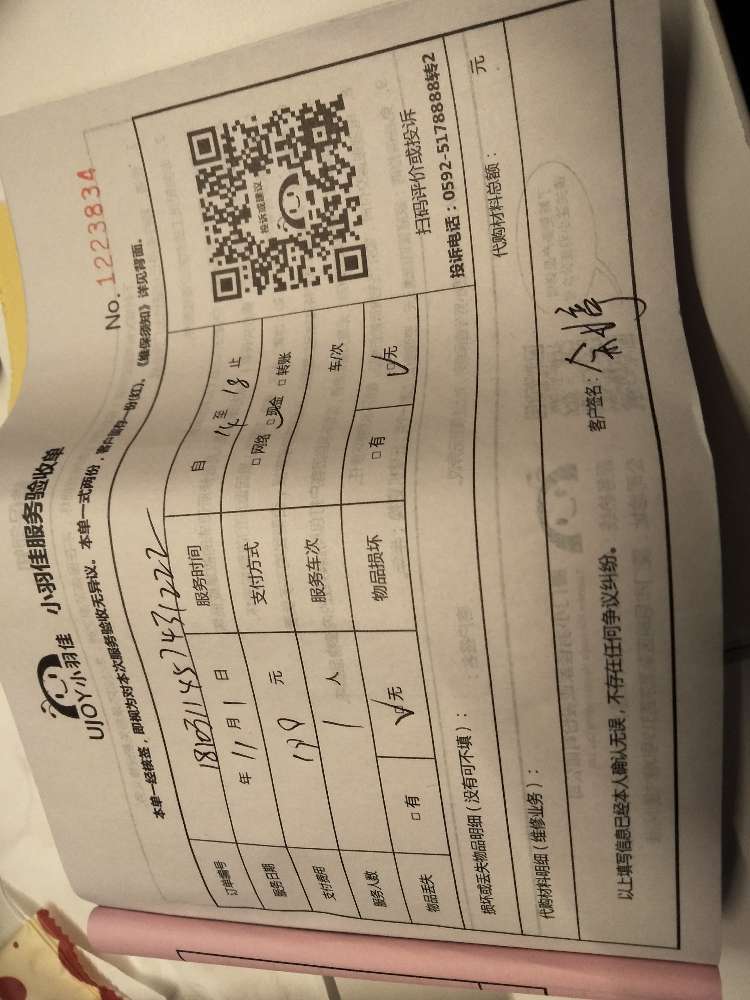 UJOY小羽佳 小羽佳服务验收单
No. 1223834
本单一经核签，即视为对本次服务验收无异议。本单一式两份，客户留存一份(红)，《维保须知》详见背面。
订单编号 1810311457431222
服务日期 年 11 月 1 日 服务时间 自 14 至 18 止
支付费用 元 支付方式 □ 网络 □ 现金 □ 转账
服务人数 1 人 服务车次 车/次
物品丢失 □ 有 ☑ 无 物品损坏 □ 有 ☑ 无
投诉或建议
扫码评价或投诉
投诉电话：0592-5178888转2
损坏或丢失物品明细（没有可不填）：
代购材料明细（维修业务）： 代购材料总额： 元
以上填写信息已经本人确认无误，不存在任何争议纠纷。 客户签名：